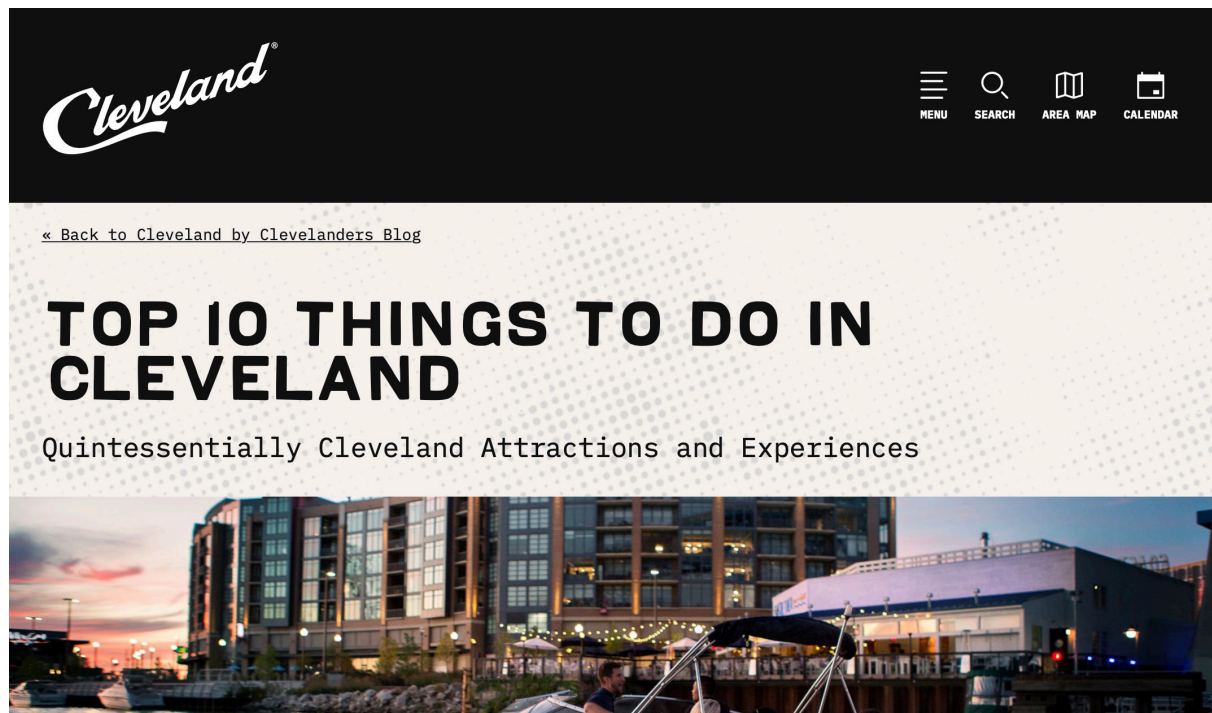 Cleveland®
MENU
SEARCH
AREA MAP
CALENDAR
« Back to Cleveland by Clevelanders Blog
TOP 10 THINGS TO DO IN
CLEVELAND
Quintessentially Cleveland Attractions and Experiences